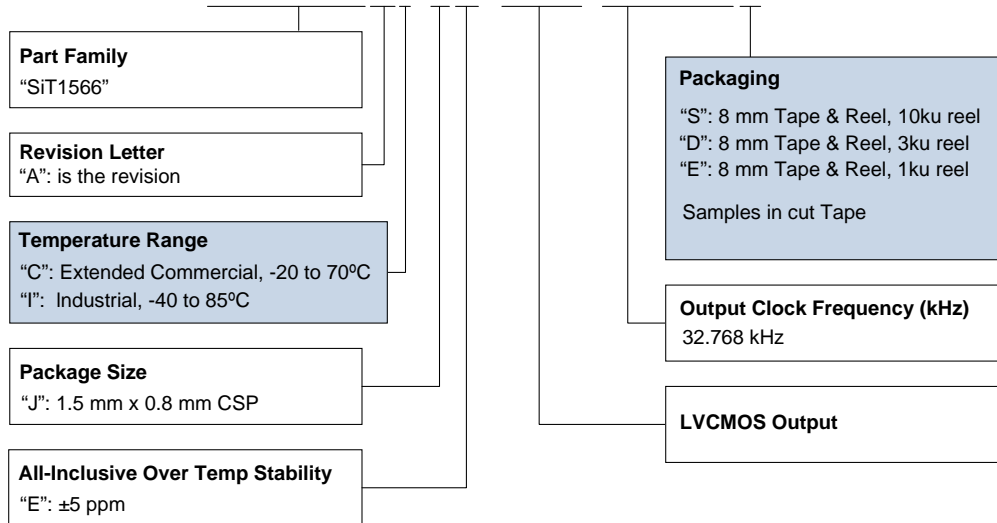 Part Family
“SiT1566”
Revision Letter
“A”: is the revision
Temperature Range
“C”: Extended Commercial, -20 to 70ºC
“I”: Industrial, -40 to 85ºC
Package Size
“J”: 1.5 mm x 0.8 mm CSP
All-Inclusive Over Temp Stability
“E”: ±5 ppm
Packaging
“S”: 8 mm Tape & Reel, 10ku reel
“D”: 8 mm Tape & Reel, 3ku reel
“E”: 8 mm Tape & Reel, 1ku reel
Samples in cut Tape
Output Clock Frequency (kHz)
32.768 kHz
LVCMOS Output